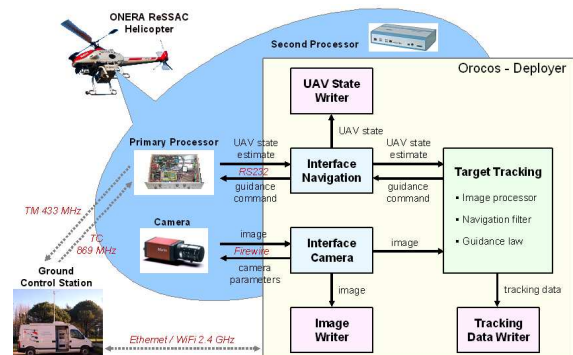 ONERA ReSSAC
Helicopter
Second Processor
Orocos - Deployer
UAV State
Writer
UAV state
Primary Processor
UAV state
estimate
RS232
guidance
command
Interface
Navigation
UAV state
estimate
guidance
command
Target Tracking
• Image processor
• Navigation filter
• Guidance law
TM 433 MHz
TC
869 MHz
Camera
image
Firewire
camera
parameters
Interface
Camera
image
Ground
Control Station
image
tracking data
Ethernet / WiFi 2.4 GHz
Image
Writer
Tracking
Data Writer